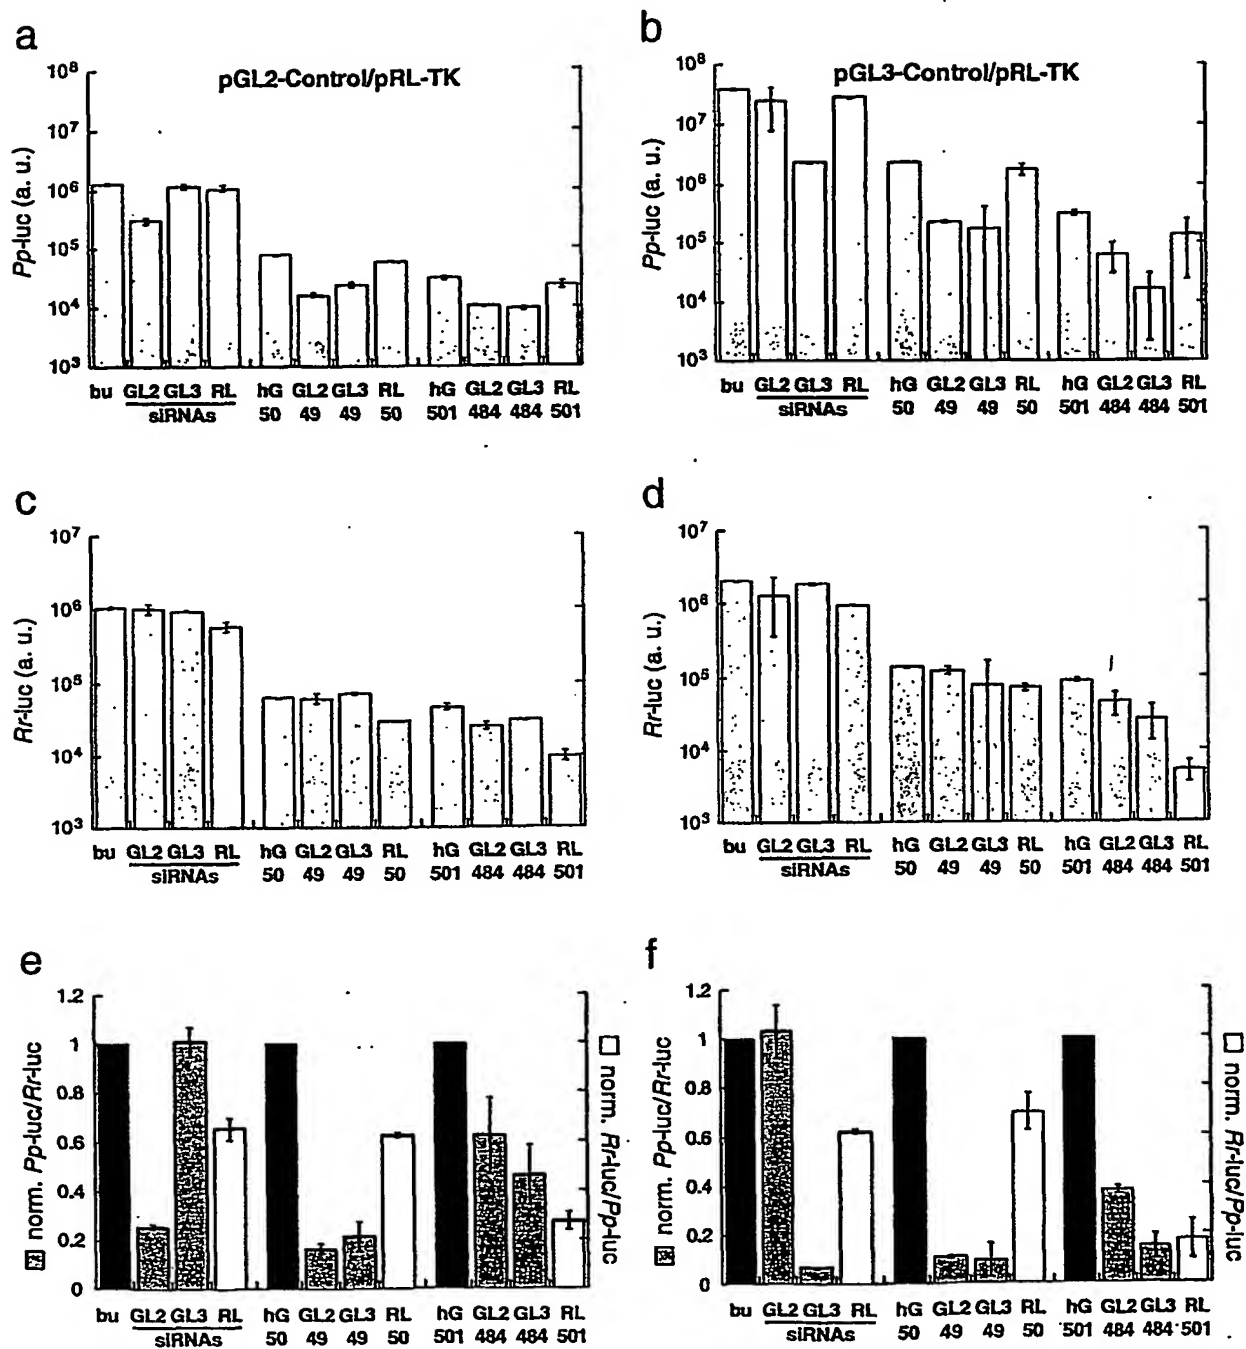 a
pGL2-Control/pRL-TK
Pp-luc (a. u.)
10⁸
10⁷
10⁶
10⁵
10⁴
10³
bu GL2 GL3 RL hG GL2 GL3 RL hG GL2 GL3 RL
siRNAs 50 49 49 50 501 484 484 501
b
pGL3-Control/pRL-TK
Pp-luc (a. u.)
10⁸
10⁷
10⁶
10⁵
10⁴
10³
bu GL2 GL3 RL hG GL2 GL3 RL hG GL2 GL3 RL
siRNAs 50 49 49 50 501 484 484 501
c
Rr-luc (a. u.)
10⁷
10⁶
10⁵
10⁴
10³
bu GL2 GL3 RL hG GL2 GL3 RL hG GL2 GL3 RL
siRNAs 50 49 49 50 501 484 484 501
d
Rr-luc (a. u.)
10⁷
10⁶
10⁵
10⁴
10³
bu GL2 GL3 RL hG GL2 GL3 RL hG GL2 GL3 RL
siRNAs 50 49 49 50 501 484 484 501
e
norm. Pp-luc/Rr-luc
1.2
1
0.8
0.6
0.4
0.2
0
norm. Rr-luc/Pp-luc
bu GL2 GL3 RL hG GL2 GL3 RL hG GL2 GL3 RL
siRNAs 50 49 49 50 501 484 484 501
f
norm. Pp-luc/Rr-luc
1.2
1
0.8
0.6
0.4
0.2
0
norm. Rr-luc/Pp-luc
bu GL2 GL3 RL hG GL2 GL3 RL hG GL2 GL3 RL
siRNAs 50 49 49 50 501 484 484 501